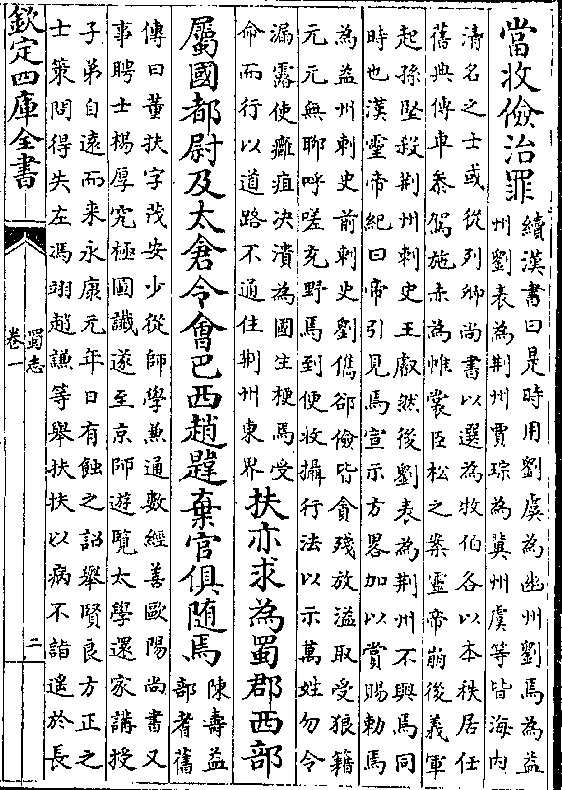 當收儉治罪
續漢書曰是時用劉虞為幽州劉焉為益
州劉表為荆州賈琮為冀州虞等皆海内
清名之士或從列卿尚書以選為牧伯各以本秩居任
舊典傳車叅駕施赤為帷裳臣松之案靈帝崩後義軍
起孫堅殺荆州刺史王叡然後劉表為荆州不與焉同
時也漢靈帝紀曰帝引見焉宣示方畧加以賞賜勅焉
為益州刺史前刺史劉儁郤儉皆貪殘放溢取受狼籍
元元無聊呼嗟充野焉到便收攝行法以示萬姓勿令
漏露使癰疽決潰為國生梗焉受
命而行以道路不通住荆州東界
扶亦求為蜀郡西部
屬國都尉及太倉令會巴西趙韙棄官俱隨焉
陳壽益
部耆舊
傳曰董扶字茂安少從師學兼通數經善歐陽尚書又
事聘士楊厚究極圖讖遂至京師遊覽太學還家講授
子弟自遠而来永康元年日有蝕之詔舉賢良方正之
士策問得失左馮翊趙謙等舉扶扶以病不詣遥於長
欽定四庫全書
蜀志
卷一
二